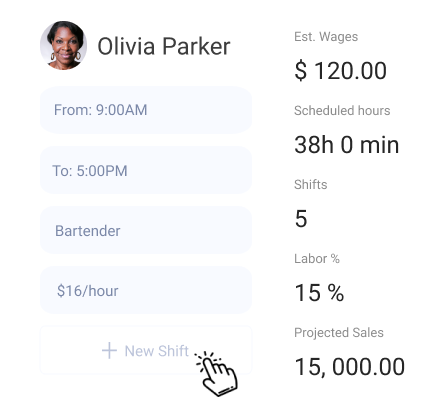 Olivia Parker
From: 9:00AM
To: 5:00PM
Bartender
$16/hour
+ New Shift
Est. Wages
$ 120.00
Scheduled hours
38h 0 min
Shifts
5
Labor %
15 %
Projected Sales
15, 000.00